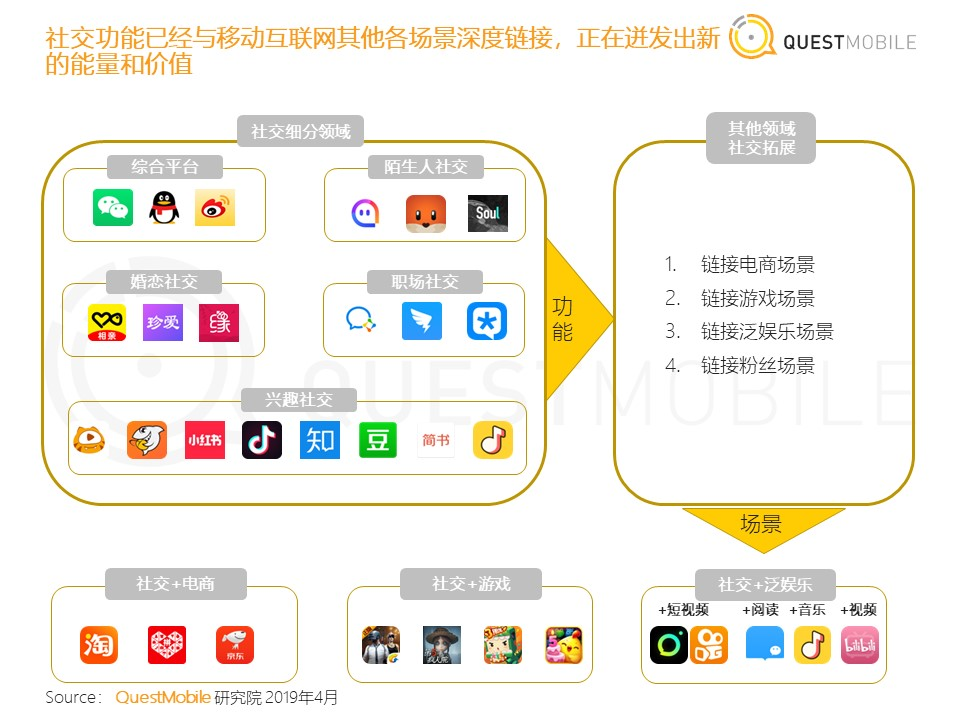 社交功能已经与移动互联网其他各场景深度链接，正在迸发出新
的能量和价值
QUESTMOBILE
社交细分领域
其他领域
社交拓展
综合平台
陌生人社交
Soul
婚恋社交
职场社交
相亲
珍爱
缘
功
能
1. 链接电商场景
2. 链接游戏场景
3. 链接泛娱乐场景
4. 链接粉丝场景
QUESTMOBILE
兴趣社交
小红书
知
豆
简书
场景
社交+电商
社交+游戏
社交+泛娱乐
+短视频
+阅读
+音乐
+视频
淘
拼
京东
bilibili
Source： QuestMobile 研究院 2019年4月